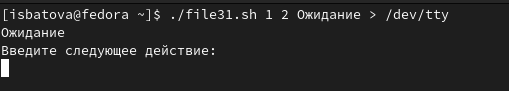 [isbatova@fedora ~]$ ./file31.sh 1 2 Ожидание > /dev/tty
Ожидание
Введите следующее действие: